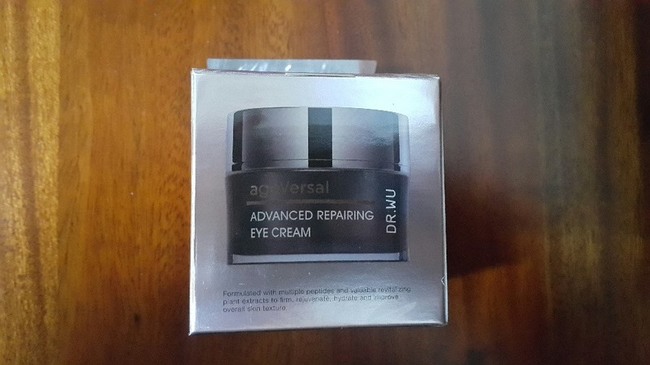 ageVersal
ADVANCED REPAIRING
EYE CREAM
DR.WU
Formulated with multiple peptides and valuable revitalizing
plant extracts to firm, rejuvenate, hydrate and improve
overall skin texture